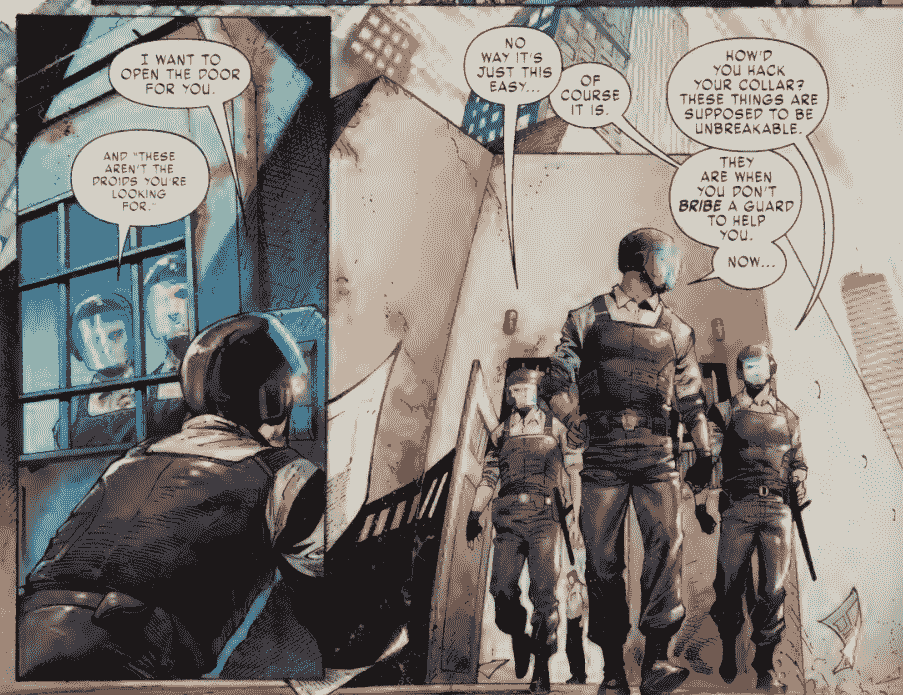 I WANT TO
OPEN THE DOOR
FOR YOU.
AND "THESE
AREN'T THE
DROIDS YOU'RE
LOOKING
FOR."
NO
WAY IT'S
JUST THIS
EASY...
OF
COURSE
IT IS.
HOW'D
YOU HACK
YOUR COLLAR?
THESE THINGS ARE
SUPPOSED TO BE
UNBREAKABLE.
THEY
ARE WHEN
YOU DON'T
BRIBE A GUARD
TO HELP
YOU.
NOW...